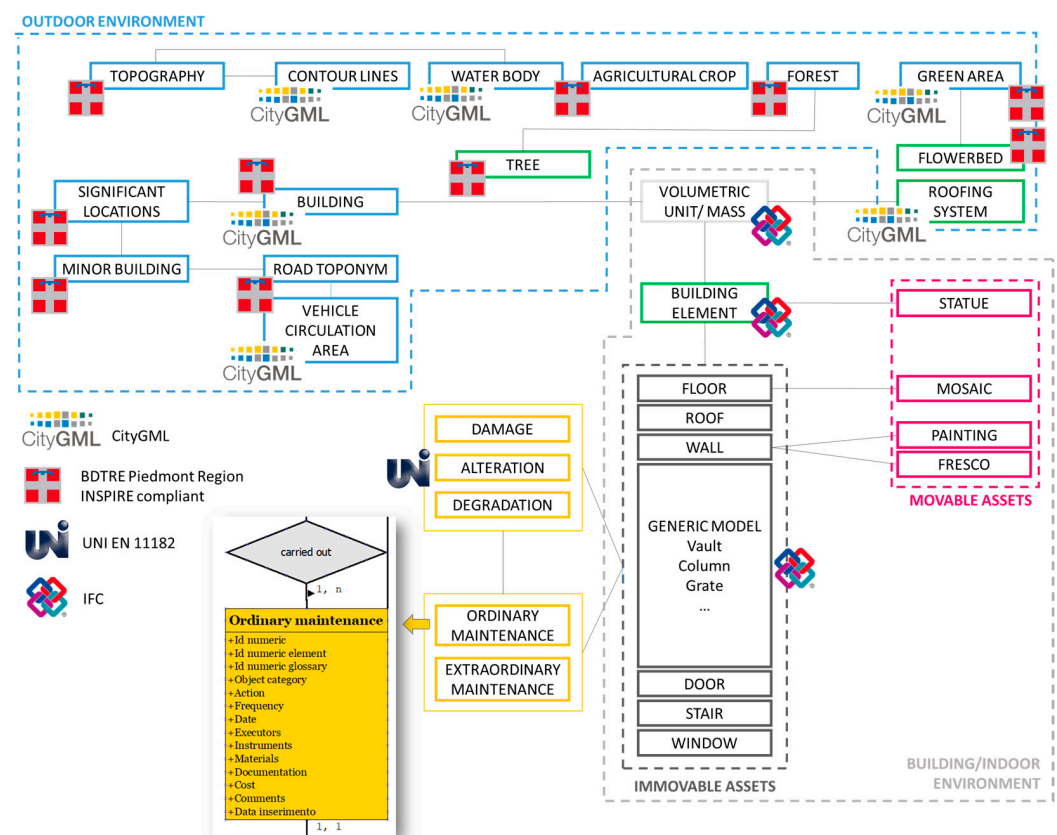 OUTDOOR ENVIRONMENT
TOPOGRAPHY
CONTOUR LINES
WATER BODY
AGRICULTURAL CROP
FOREST
GREEN AREA
CityGML
CityGML
CityGML
TREE
FLOWERBED
SIGNIFICANT
LOCATIONS
BUILDING
CityGML
VOLUMETRIC
UNIT/ MASS
®
ROOFING
SYSTEM
CityGML
MINOR BUILDING
ROAD TOPONYM
VEHICLE
CIRCULATION
AREA
CityGML
BUILDING
ELEMENT
®
STATUE
FLOOR
MOSAIC
ROOF
WALL
PAINTING
FRESCO
MOVABLE ASSETS
GENERIC MODEL
Vault
Column
Grate
...
®
DOOR
STAIR
WINDOW
IMMOVABLE ASSETS
BUILDING/INDOOR
ENVIRONMENT
CityGML CityGML
BDTRE Piedmont Region
INSPIRE compliant
UNI UNI EN 11182
® IFC
UNI
DAMAGE
ALTERATION
DEGRADATION
ORDINARY
MAINTENANCE
EXTRAORDINARY
MAINTENANCE
carried out
1, n
Ordinary maintenance
+Id numeric
+Id numeric element
+Id numeric glossary
+Object category
+Action
+Frequency
+Date
+Executors
+Instruments
+Materials
+Documentation
+Cost
+Comments
+Data inserimento
1, 1